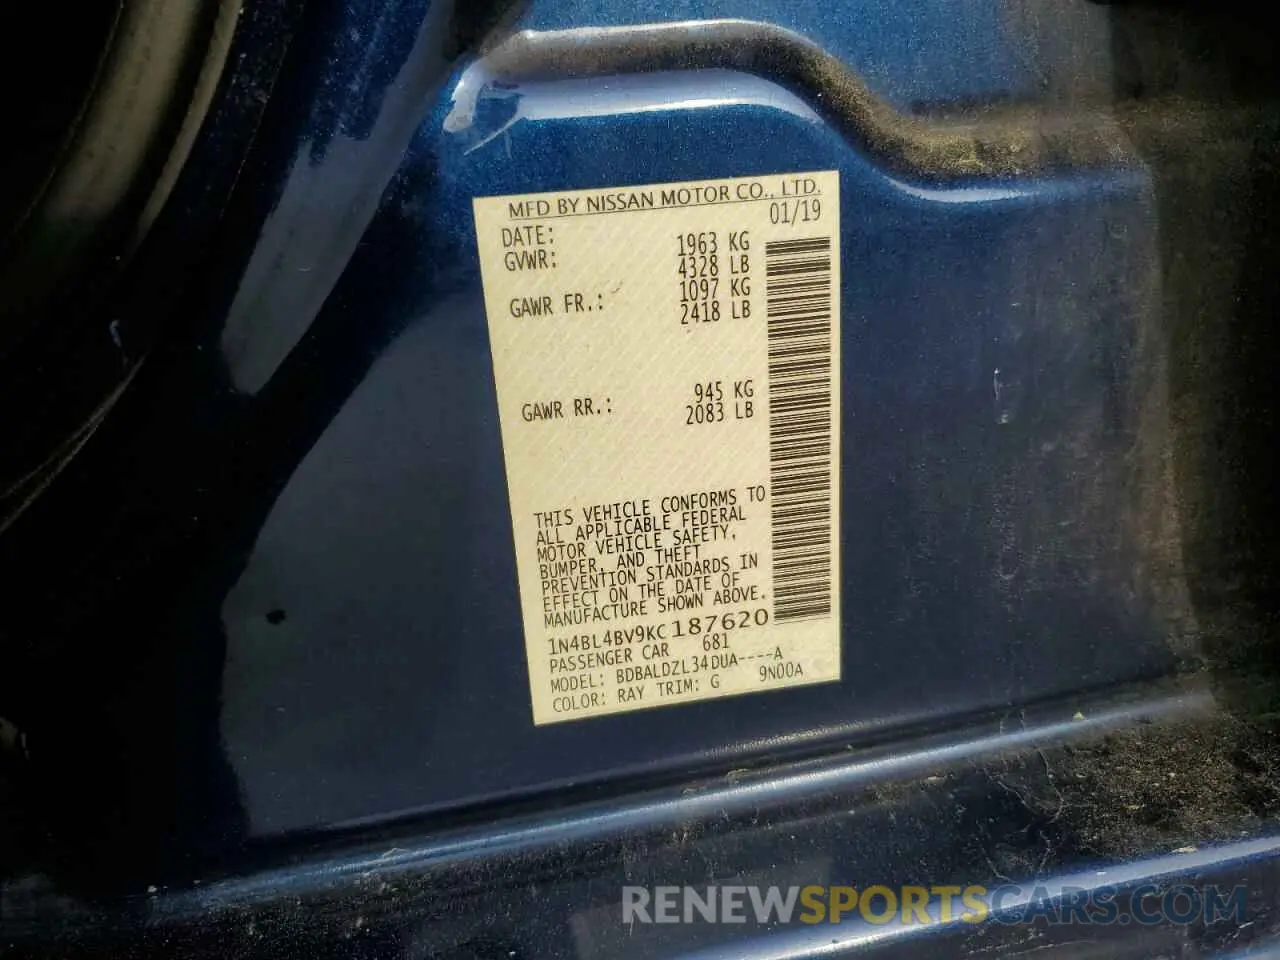 MFD BY NISSAN MOTOR CO., LTD.
DATE: 01/19
GVWR: 1963 KG
4328 LB
GAWR FR.: 1097 KG
2418 LB
GAWR RR.: 945 KG
2083 LB
THIS VEHICLE CONFORMS TO
ALL APPLICABLE FEDERAL
MOTOR VEHICLE SAFETY,
BUMPER, AND THEFT
PREVENTION STANDARDS IN
EFFECT ON THE DATE OF
MANUFACTURE SHOWN ABOVE.
1N4BL4BV9KC187620
PASSENGER CAR 681
MODEL: BDBALDZL34DUA----A
COLOR: RAY TRIM: G 9N00A
RENEWSPORTSCARS.COM